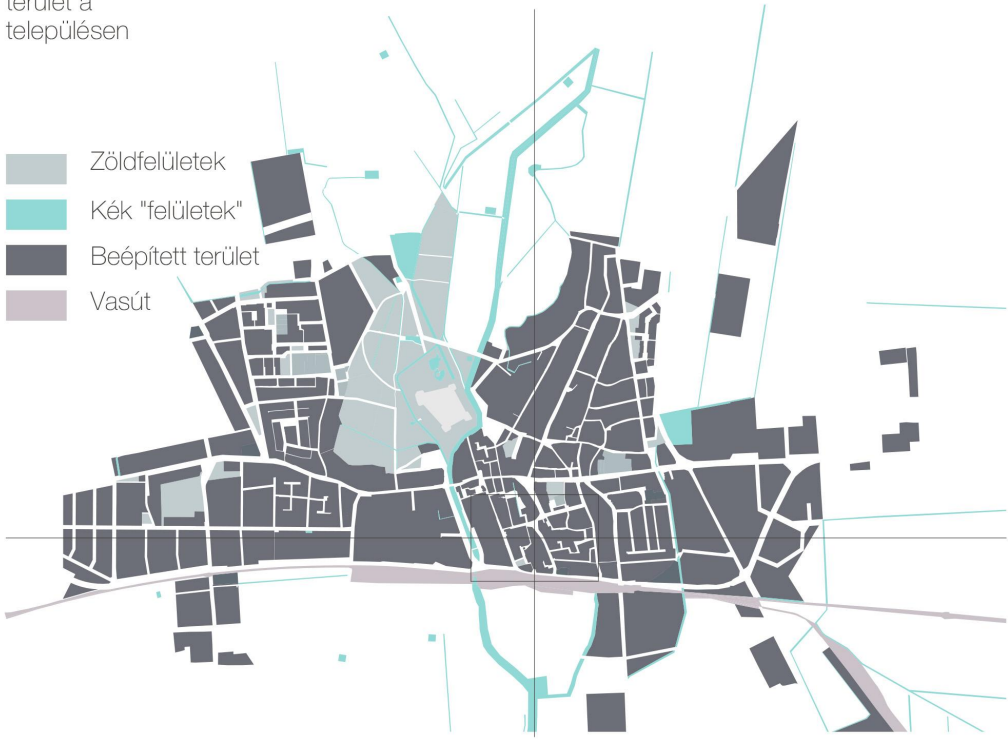 terület a
településen
Zöldfelületek
Kék "felületek"
Beépített terület
Vasút